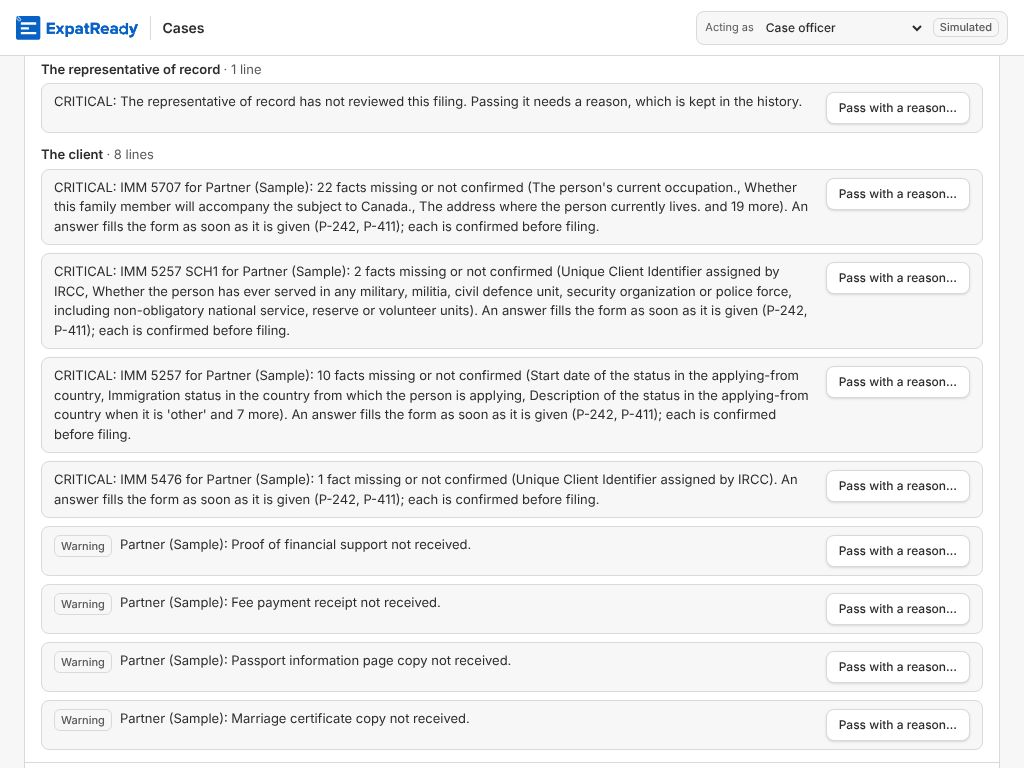 ExpatReady Cases Acting as Case officer Simulated
The representative of record · 1 line
CRITICAL: The representative of record has not reviewed this filing. Passing it needs a reason, which is kept in the history.
Pass with a reason...
The client · 8 lines
CRITICAL: IMM 5707 for Partner (Sample): 22 facts missing or not confirmed (The person's current occupation., Whether
this family member will accompany the subject to Canada., The address where the person currently lives. and 19 more). An
answer fills the form as soon as it is given (P-242, P-411); each is confirmed before filing.
Pass with a reason...
CRITICAL: IMM 5257 SCH1 for Partner (Sample): 2 facts missing or not confirmed (Unique Client Identifier assigned by
IRCC, Whether the person has ever served in any military, militia, civil defence unit, security organization or police force,
including non-obligatory national service, reserve or volunteer units). An answer fills the form as soon as it is given (P-242,
P-411); each is confirmed before filing.
Pass with a reason...
CRITICAL: IMM 5257 for Partner (Sample): 10 facts missing or not confirmed (Start date of the status in the applying-from
country, Immigration status in the country from which the person is applying, Description of the status in the applying-from
country when it is 'other' and 7 more). An answer fills the form as soon as it is given (P-242, P-411); each is confirmed
before filing.
Pass with a reason...
CRITICAL: IMM 5476 for Partner (Sample): 1 fact missing or not confirmed (Unique Client Identifier assigned by IRCC). An
answer fills the form as soon as it is given (P-242, P-411); each is confirmed before filing.
Pass with a reason...
Warning Partner (Sample): Proof of financial support not received.
Pass with a reason...
Warning Partner (Sample): Fee payment receipt not received.
Pass with a reason...
Warning Partner (Sample): Passport information page copy not received.
Pass with a reason...
Warning Partner (Sample): Marriage certificate copy not received.
Pass with a reason...